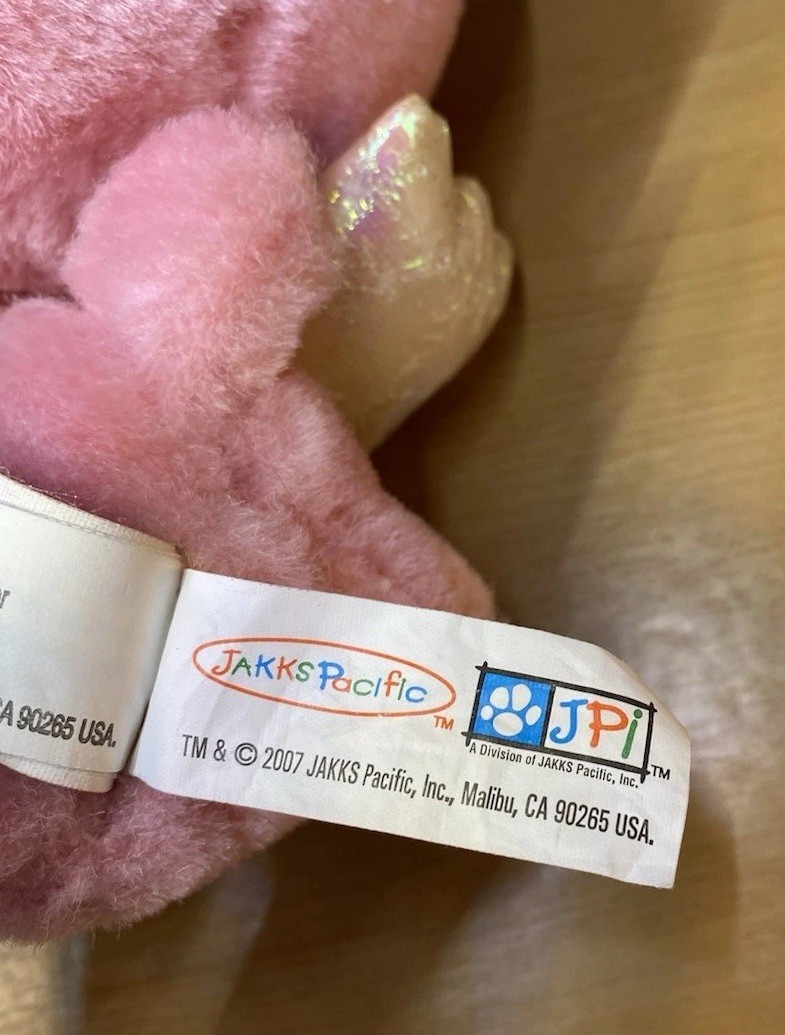 A 90265 USA.
JAKKS Pacific TM
JPi
A Division of JAKKS Pacific, Inc. TM
TM & © 2007 JAKKS Pacific, Inc., Malibu, CA 90265 USA.